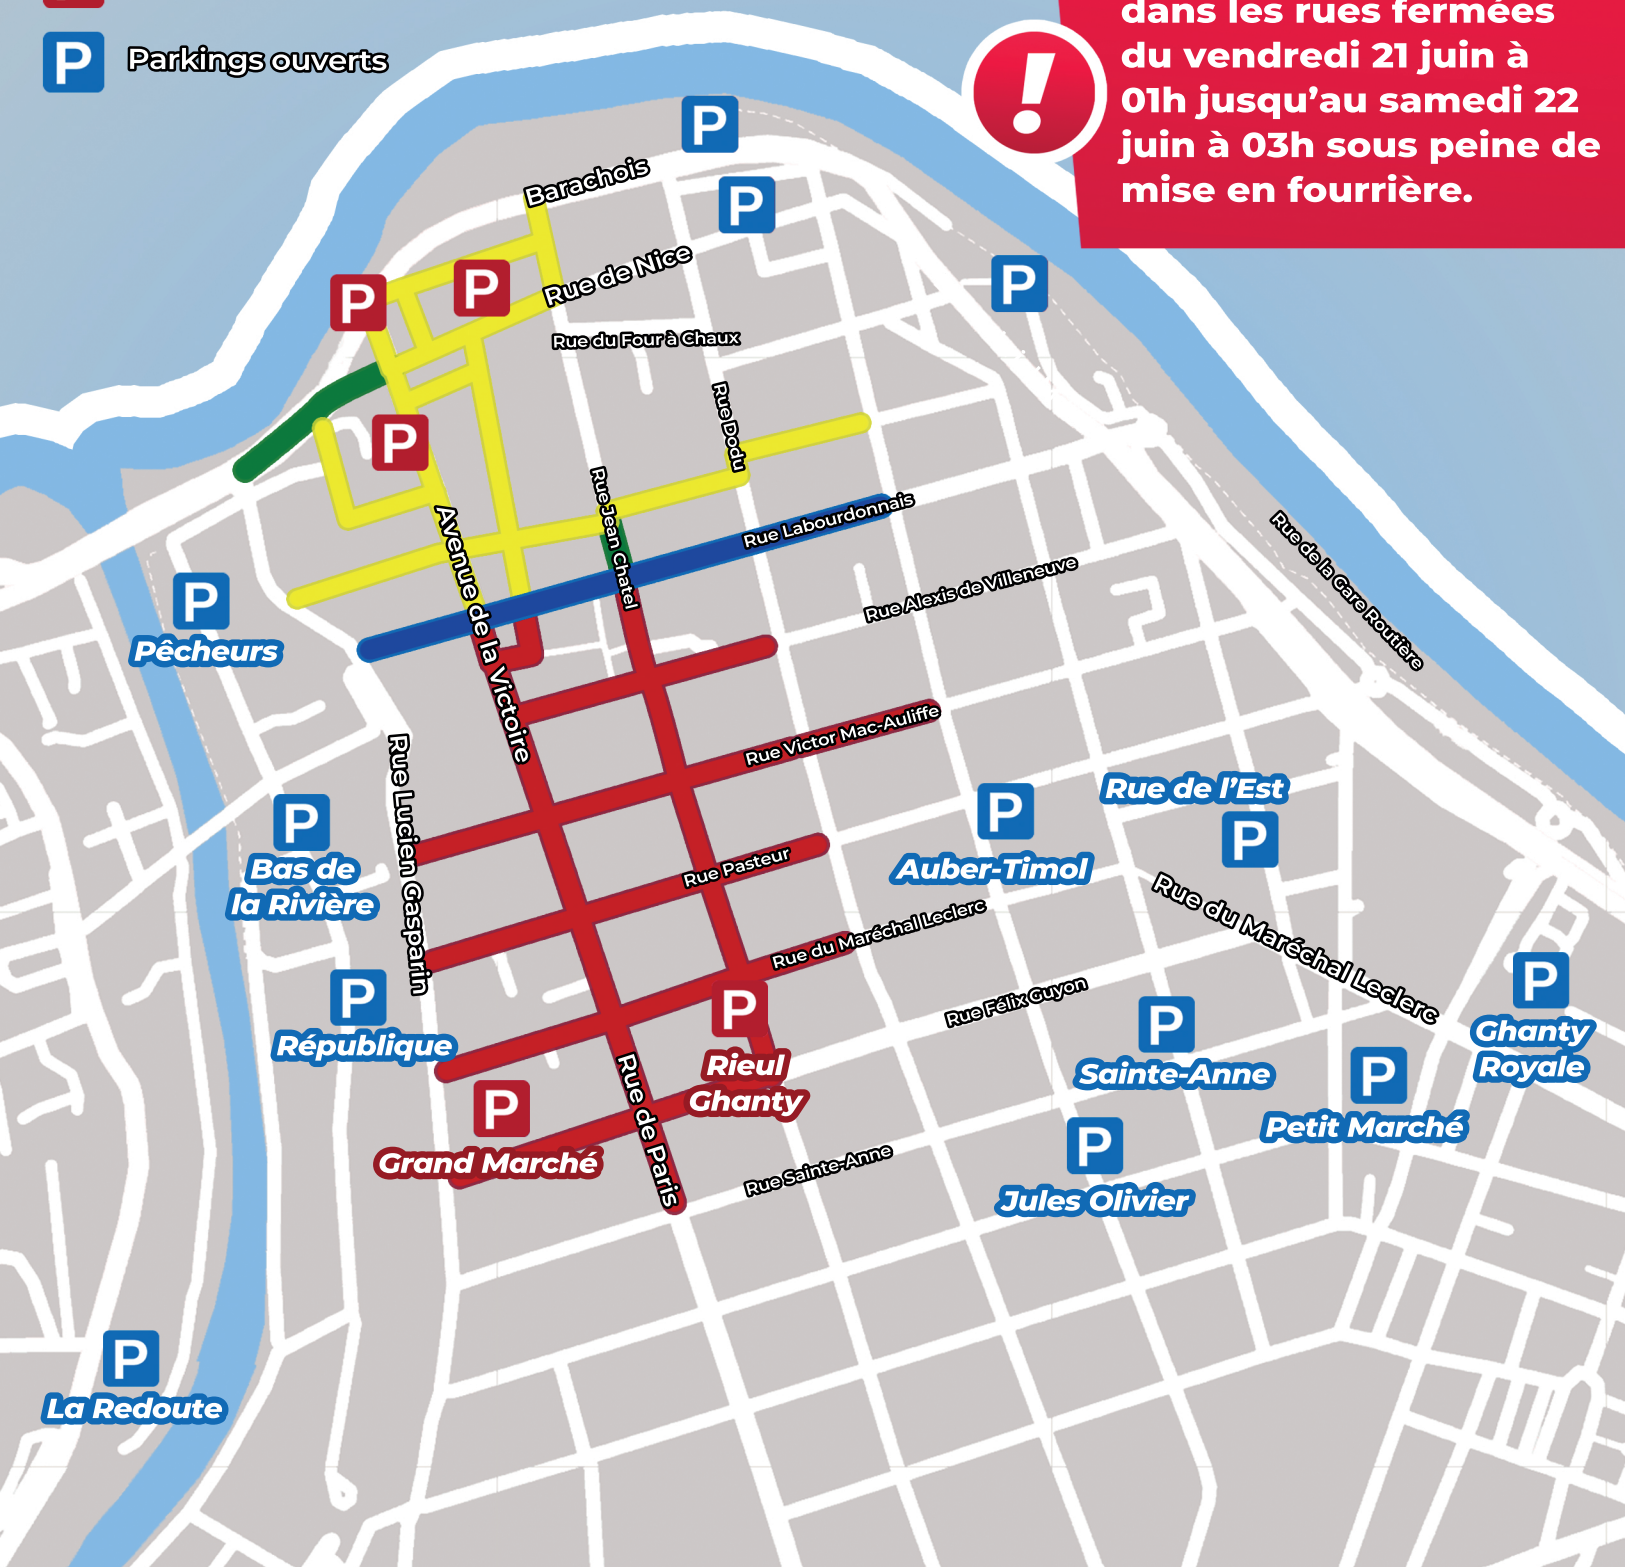 P Parkings ouverts
dans les rues fermées
du vendredi 21 juin à
01h jusqu'au samedi 22
juin à 03h sous peine de
mise en fourrière.
!
P
Barachois
P
Rue de Nice
P
P
P
Rue du Four à Chaux
Rue Dodu
P
Rue Jean Chatel
Avenue de la Victoire
Rue Labourdonnais
Rue de la Gare Routière
Rue Alexis de Villeneuve
P
Pêcheurs
Rue Victor Mac-Auliffe
Rue Lucien Gasparin
P
Bas de
la Rivière
Rue Pasteur
P
Auber-Timol
Rue de l'Est
P
Rue du Maréchal Leclerc
Rue du Maréchal Leclerc
P
République
P
Rieul
Ghanty
Rue Félix Guyon
P
Sainte-Anne
P
Ghanty
Royale
P
Petit Marché
P
Grand Marché
Rue de Paris
Rue Sainte-Anne
P
Jules Olivier
P
La Redoute